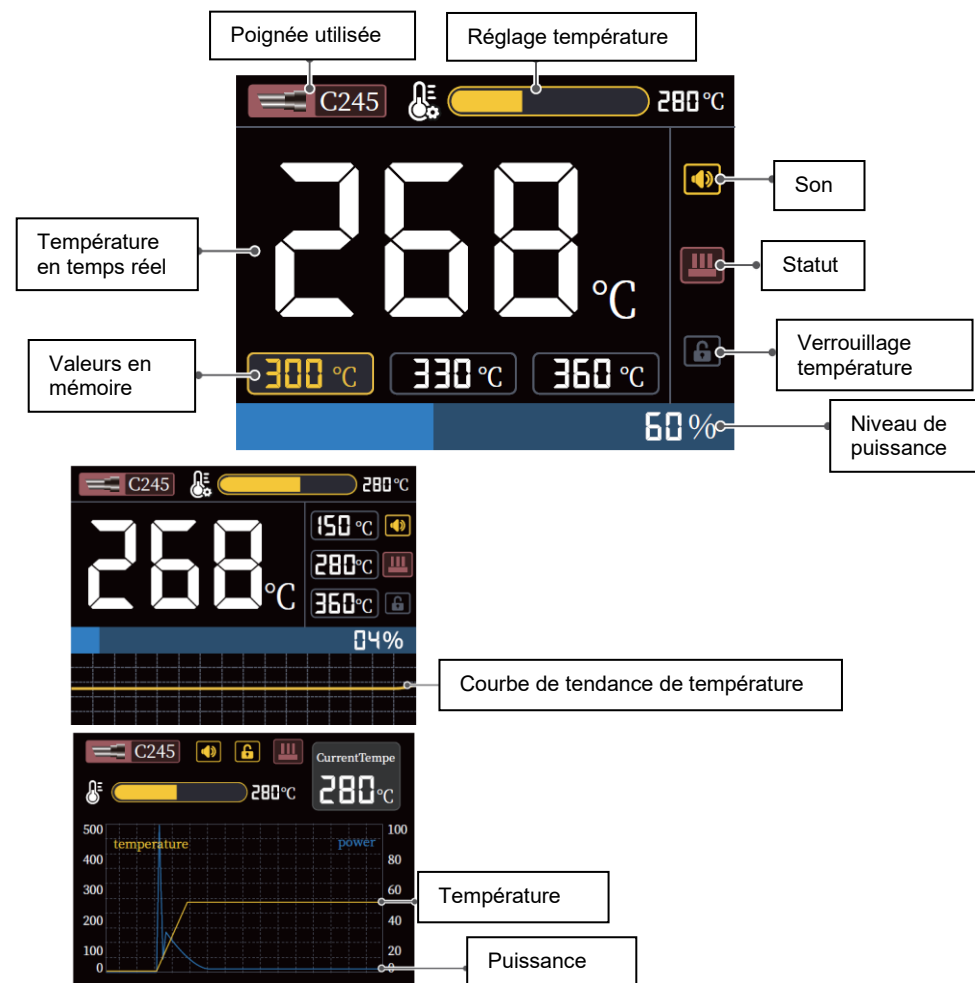 Poignée utilisée
Réglage température
C245
280 °C
268 °C
Son
Température
en temps réel
Statut
Valeurs en
mémoire
300 °C
330 °C
360 °C
Verrouillage
température
60 %
Niveau de
puissance
C245
280 °C
268 °C
150 °C
280°C
360°C
04%
Courbe de tendance de température
C245
CurrentTempe
280°C
280°C
500
100
temperature
power
400
80
300
60
Température
200
40
100
20
0
0
Puissance